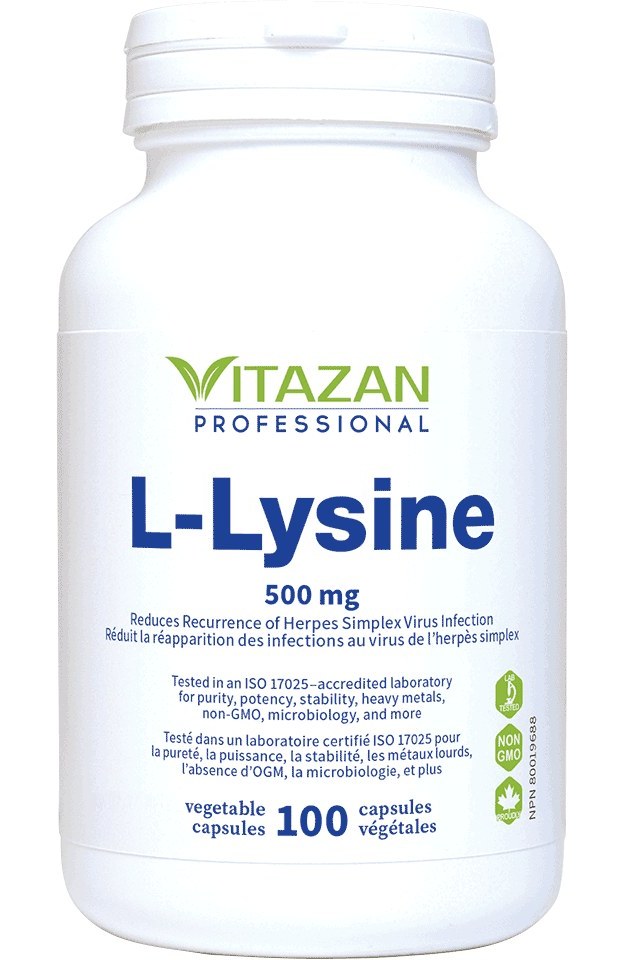 VITAZAN
PROFESSIONAL
L-Lysine
500 mg
Reduces Recurrence of Herpes Simplex Virus Infection
Réduit la réapparition des infections au virus de l’herpès simplex
Tested in an ISO 17025–accredited laboratory
for purity, potency, stability, heavy metals,
non-GMO, microbiology, and more
Testé dans un laboratoire certifié ISO 17025 pour
la pureté, la puissance, la stabilité, les métaux lourds,
l’absence d’OGM, la microbiologie, et plus
LAB
TESTED
NON
GMO
PROUDLY
NPN 80019688
vegetable
capsules
100
capsules
végétales